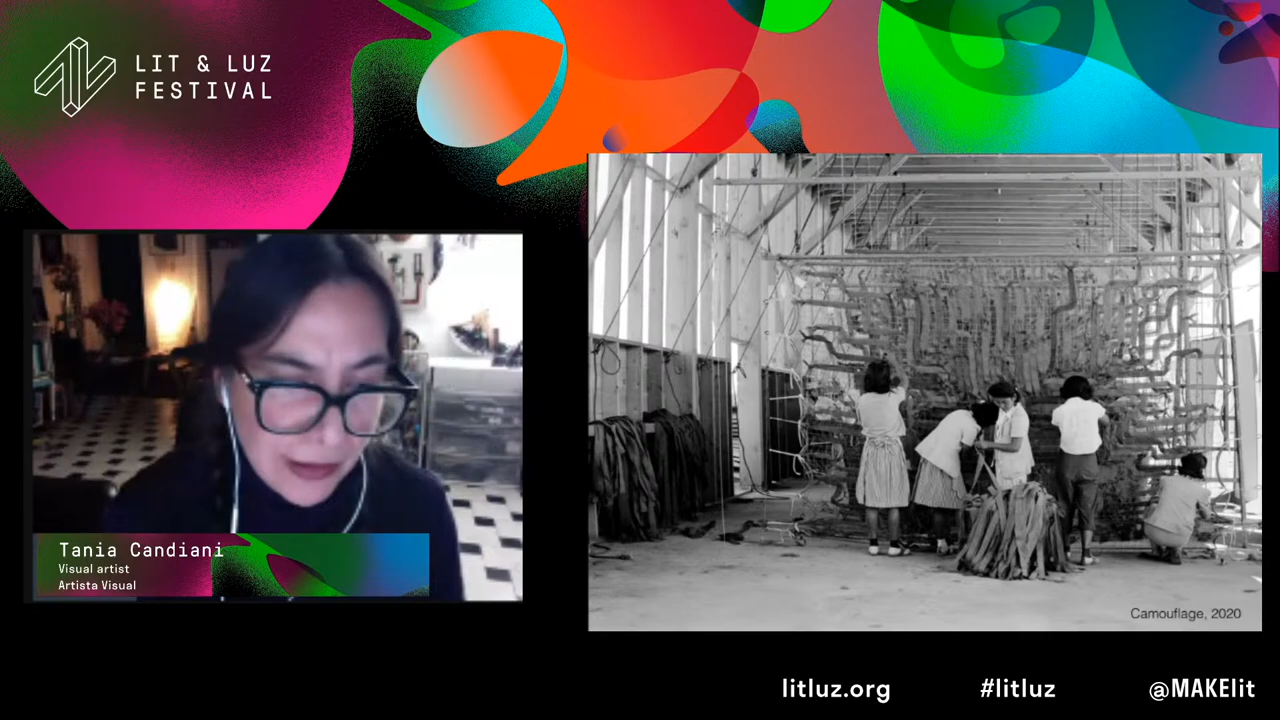 LIT & LUZ
FESTIVAL
Tania Candiani
Visual artist
Artista Visual
Camouflage, 2020
litluz.org
#litluz
@MAKElit